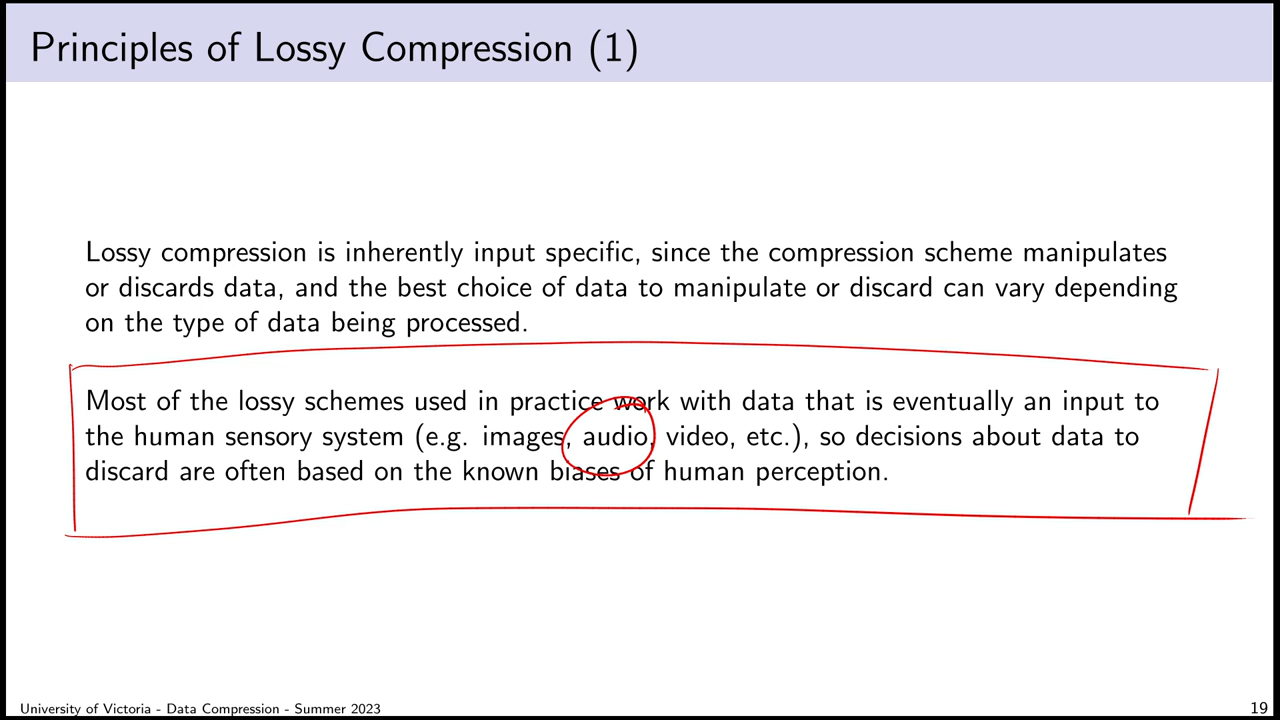 Principles of Lossy Compression (1)
Lossy compression is inherently input specific, since the compression scheme manipulates
or discards data, and the best choice of data to manipulate or discard can vary depending
on the type of data being processed.
Most of the lossy schemes used in practice work with data that is eventually an input to
the human sensory system (e.g. images, audio, video, etc.), so decisions about data to
discard are often based on the known biases of human perception.
University of Victoria - Data Compression - Summer 2023
19